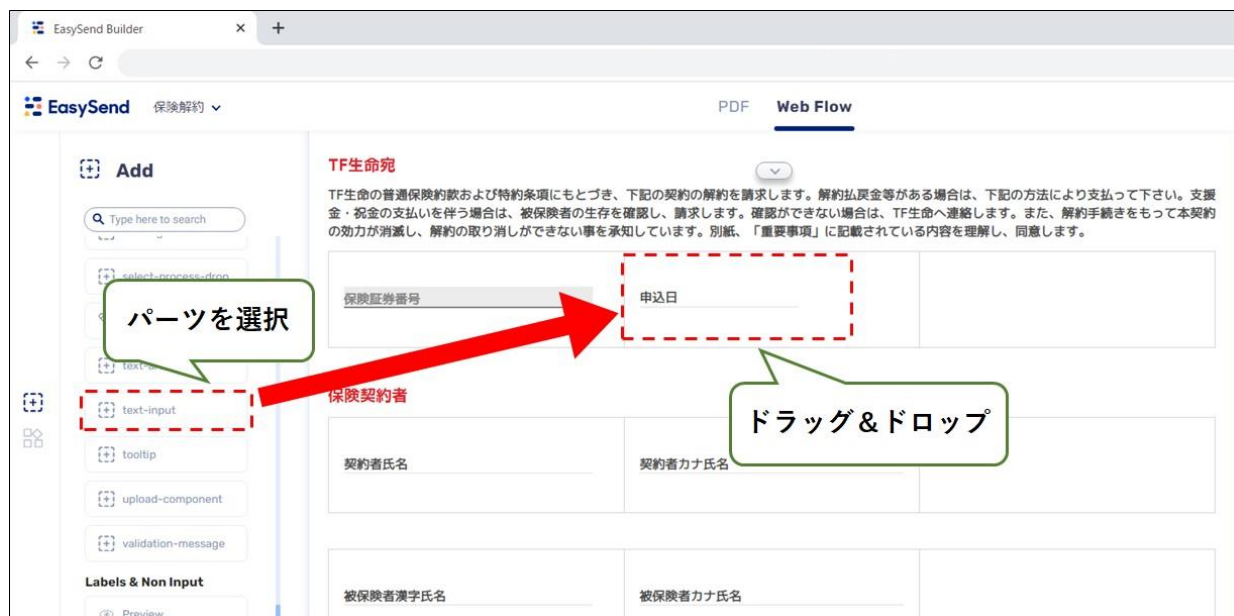 EasySend Builder
EasySend 保険解約
PDF Web Flow
Add
Type here to search
select-process-drop
パーツを選択
text-input
tooltip
upload-component
validation-message
Labels & Non Input
Preview
TF生命宛
TF生命の普通保険約款および特約条項にもとづき、下記の契約の解約を請求します。解約払戻金等がある場合は、下記の方法により支払って下さい。支援
金・祝金の支払いを伴う場合は、被保険者の生存を確認し、請求します。確認ができない場合は、TF生命へ連絡します。また、解約手続きをもって本契約
の効力が消滅し、解約の取り消しができない事を承知しています。別紙、「重要事項」に記載されている内容を理解し、同意します。
保険証券番号
申込日
ドラッグ＆ドロップ
保険契約者
契約者氏名
契約者カナ氏名
被保険者漢字氏名
被保険者カナ氏名